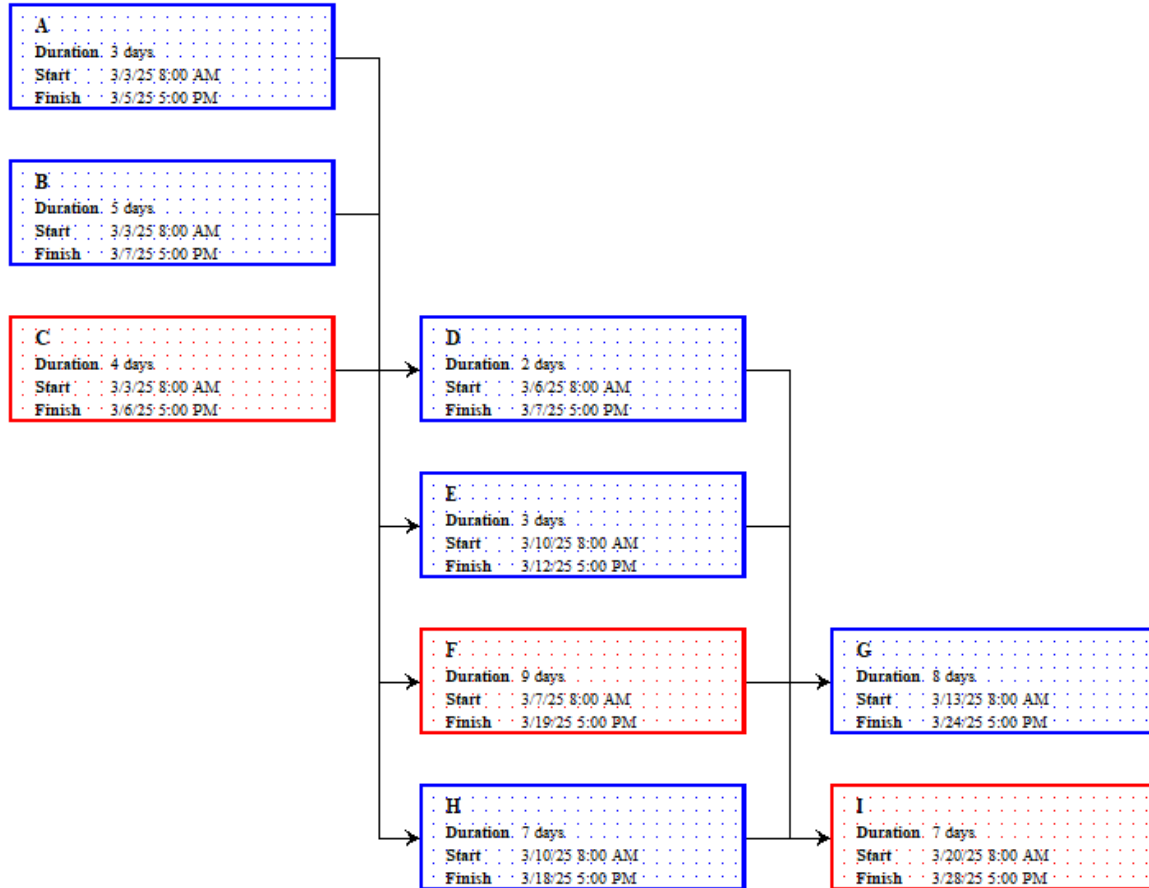 A
Duration 3 days
Start 3/3/25 8:00 AM
Finish 3/5/25 5:00 PM
B
Duration 5 days
Start 3/3/25 8:00 AM
Finish 3/7/25 5:00 PM
C
Duration 4 days
Start 3/3/25 8:00 AM
Finish 3/6/25 5:00 PM
D
Duration 2 days
Start 3/6/25 8:00 AM
Finish 3/7/25 5:00 PM
E
Duration 3 days
Start 3/10/25 8:00 AM
Finish 3/12/25 5:00 PM
F
Duration 9 days
Start 3/7/25 8:00 AM
Finish 3/19/25 5:00 PM
G
Duration 8 days
Start 3/13/25 8:00 AM
Finish 3/24/25 5:00 PM
H
Duration 7 days
Start 3/10/25 8:00 AM
Finish 3/18/25 5:00 PM
I
Duration 7 days
Start 3/20/25 8:00 AM
Finish 3/28/25 5:00 PM